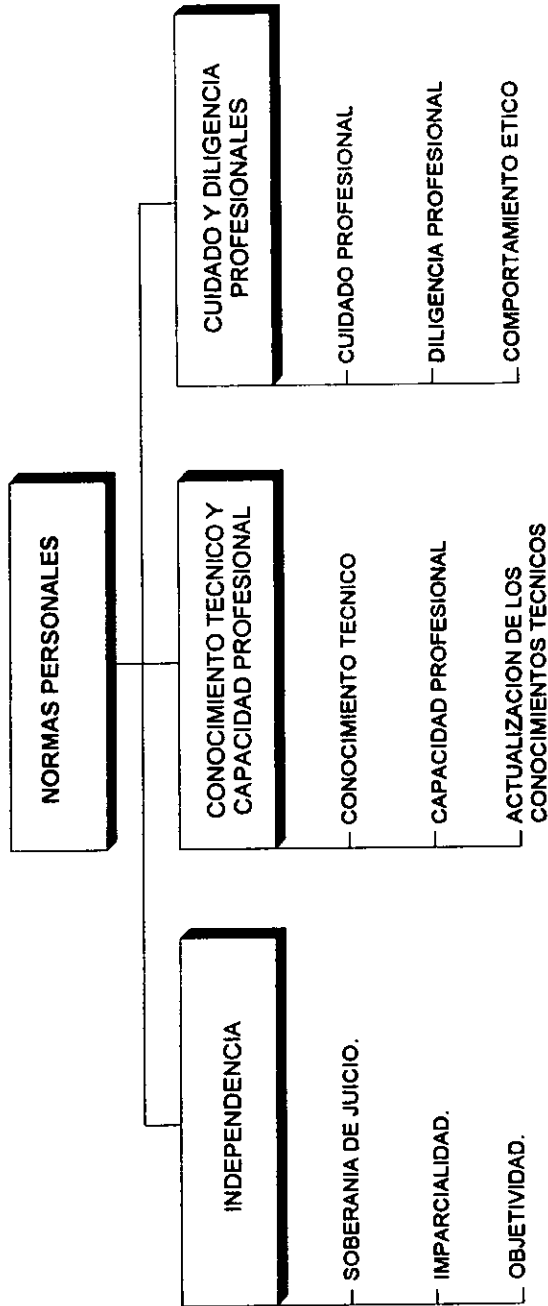 NORMAS PERSONALES
INDEPENDENCIA
SOBERANIA DE JUICIO.
IMPARCIALIDAD.
OBJETIVIDAD.
CONOCIMIENTO TECNICO Y
CAPACIDAD PROFESIONAL
CONOCIMIENTO TECNICO
CAPACIDAD PROFESIONAL
ACTUALIZACION DE LOS
CONOCIMIENTOS TECNICOS
CUIDADO Y DILIGENCIA
PROFESIONALES
CUIDADO PROFESIONAL
DILIGENCIA PROFESIONAL
COMPORTAMIENTO ETICO